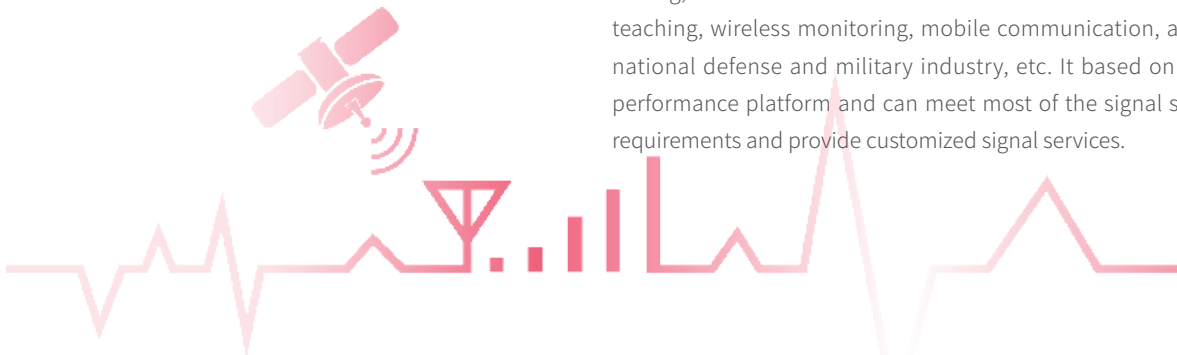 teaching, wireless monitoring, mobile communication, a
national defense and military industry, etc. It based on
performance platform and can meet most of the signal s
requirements and provide customized signal services.